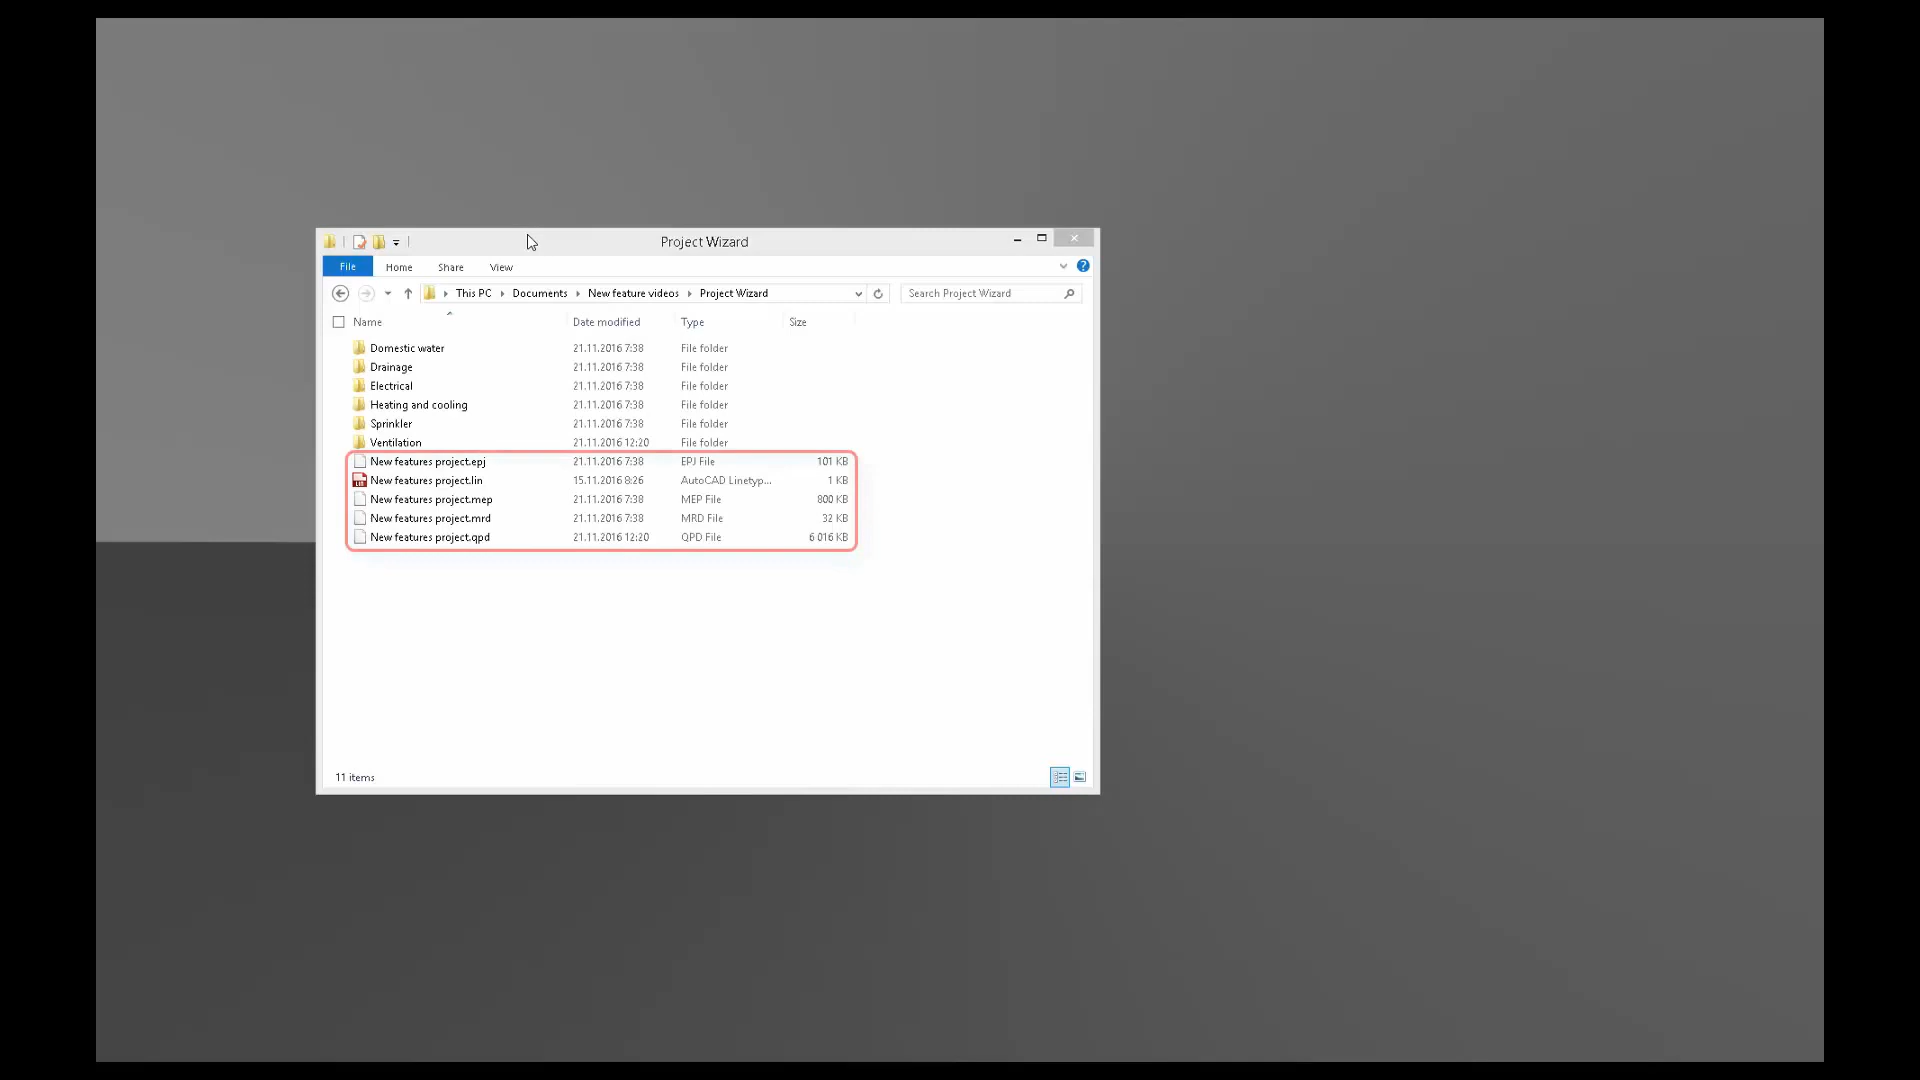 Project Wizard
File Home Share View
This PC Documents New feature videos Project Wizard Search Project Wizard
Name Date modified Type Size
Domestic water 21.11.2016 7:38 File folder
Drainage 21.11.2016 7:38 File folder
Electrical 21.11.2016 7:38 File folder
Heating and cooling 21.11.2016 7:38 File folder
Sprinkler 21.11.2016 7:38 File folder
Ventilation 21.11.2016 12:20 File folder
New features project.epj 21.11.2016 7:38 EPJ File 101 KB
New features project.lin 15.11.2016 8:26 AutoCAD Linetyp... 1 KB
New features project.mep 21.11.2016 7:38 MEP File 800 KB
New features project.mrd 21.11.2016 7:38 MRD File 32 KB
New features project.qpd 21.11.2016 12:20 QPD File 6 016 KB
11 items